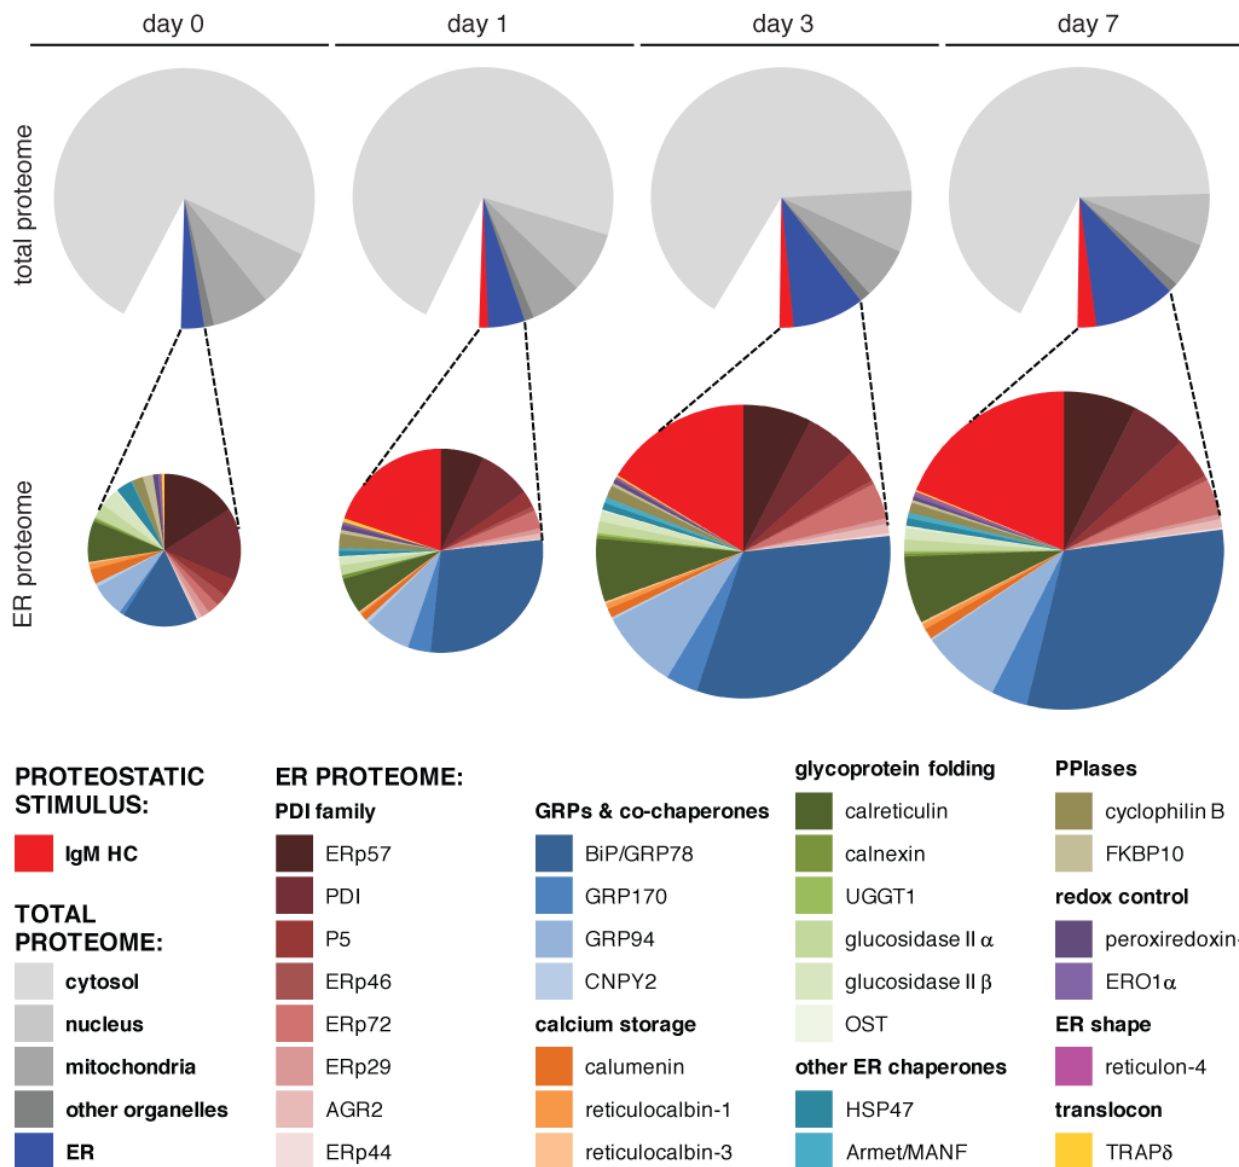 day 0
day 1
day 3
day 7
total proteome
ER proteome
PROTEOSTATIC
STIMULUS:
IgM HC
TOTAL
PROTEOME:
cytosol
nucleus
mitochondria
other organelles
ER
ER PROTEOME:
PDI family
ERp57
PDI
P5
ERp46
ERp72
ERp29
AGR2
ERp44
GRPs & co-chaperones
BiP/GRP78
GRP170
GRP94
CNPY2
calcium storage
calumenin
reticulocalbin-1
reticulocalbin-3
glycoprotein folding
calreticulin
calnexin
UGGT1
glucosidase II α
glucosidase II β
OST
other ER chaperones
HSP47
Armet/MANF
PPIases
cyclophilin B
FKBP10
redox control
peroxiredoxin-
ERO1α
ER shape
reticulon-4
translocon
TRAPδ